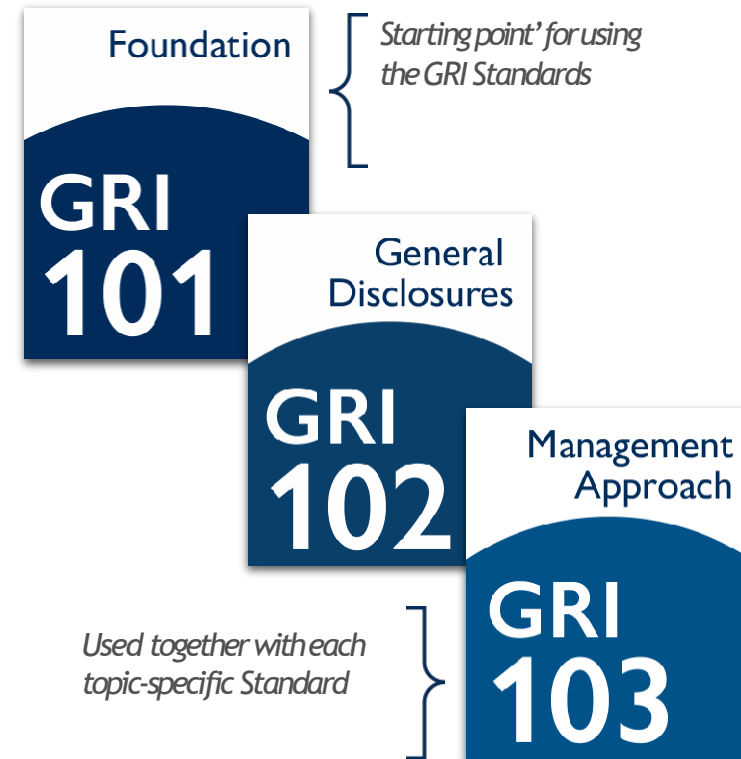 Foundation
Starting point’ for using
the GRI Standards
GRI
101
General
Disclosures
GRI
102
Management
Approach
GRI
103
Used together with each
topic-specific Standard